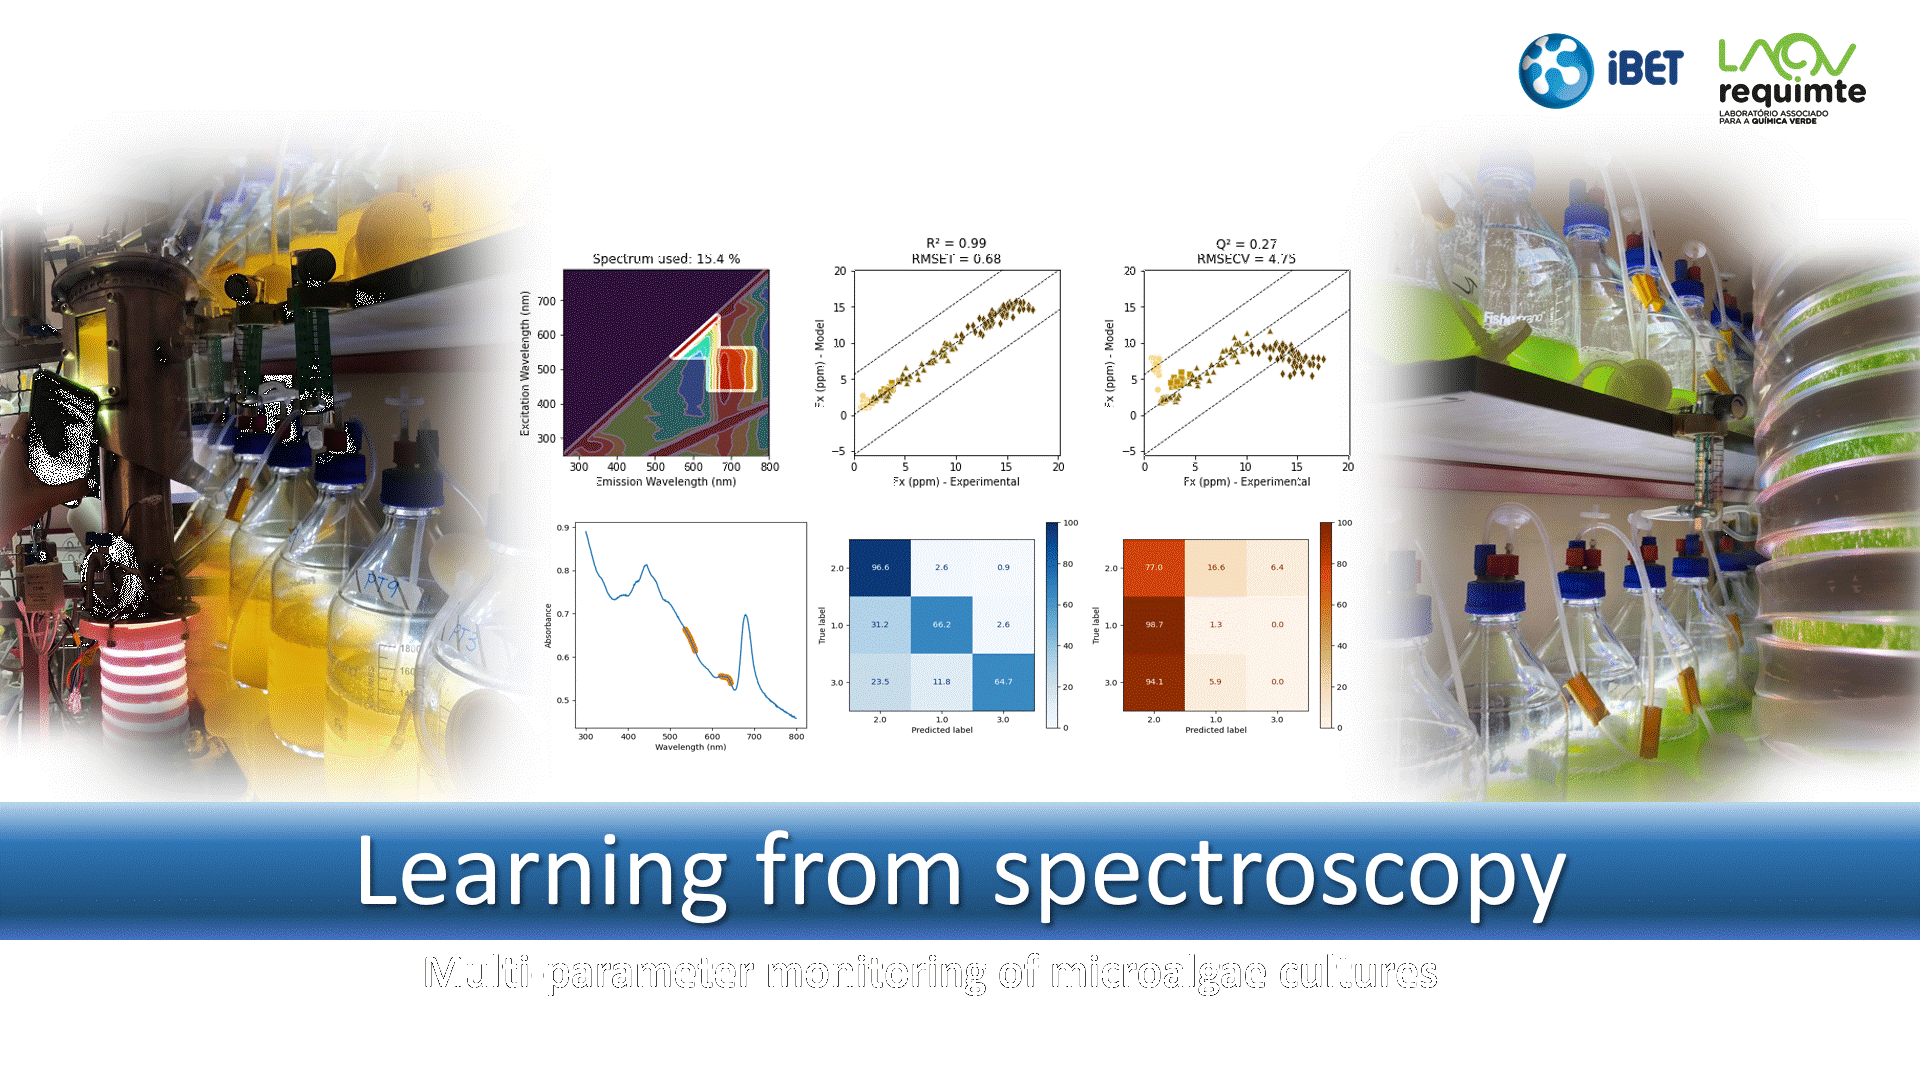 iBET
LAQV
requimte
LABORATÓRIO ASSOCIADO
PARA A QUÍMICA VERDE
Spectrum used: 15.4 %
Excitation Wavelength (nm)
700
600
500
400
300
300 400 500 600 700 800
Emission Wavelength (nm)
R² = 0.99
RMSET = 0.68
Fx (ppm) - Model
20
15
10
5
0
−5
0 5 10 15 20
Fx (ppm) - Experimental
Q² = 0.27
RMSECV = 4.75
Fx (ppm) - Model
20
15
10
5
0
−5
0 5 10 15 20
Fx (ppm) - Experimental
Absorbance
0.9
0.8
0.7
0.6
0.5
300 400 500 600 700 800
Wavelength (nm)
True label
2.0 96.6 2.6 0.9
1.0 31.2 66.2 2.6
3.0 23.5 11.8 64.7
2.0 1.0 3.0
Predicted label
100
80
60
40
20
0
True label
2.0 77.0 16.6 6.4
1.0 98.7 1.3 0.0
3.0 94.1 5.9 0.0
2.0 1.0 3.0
Predicted label
100
80
60
40
20
0
PT9
PT3
1800
Fisherbrand
Learning from spectroscopy
Multi-parameter monitoring of microalgae cultures